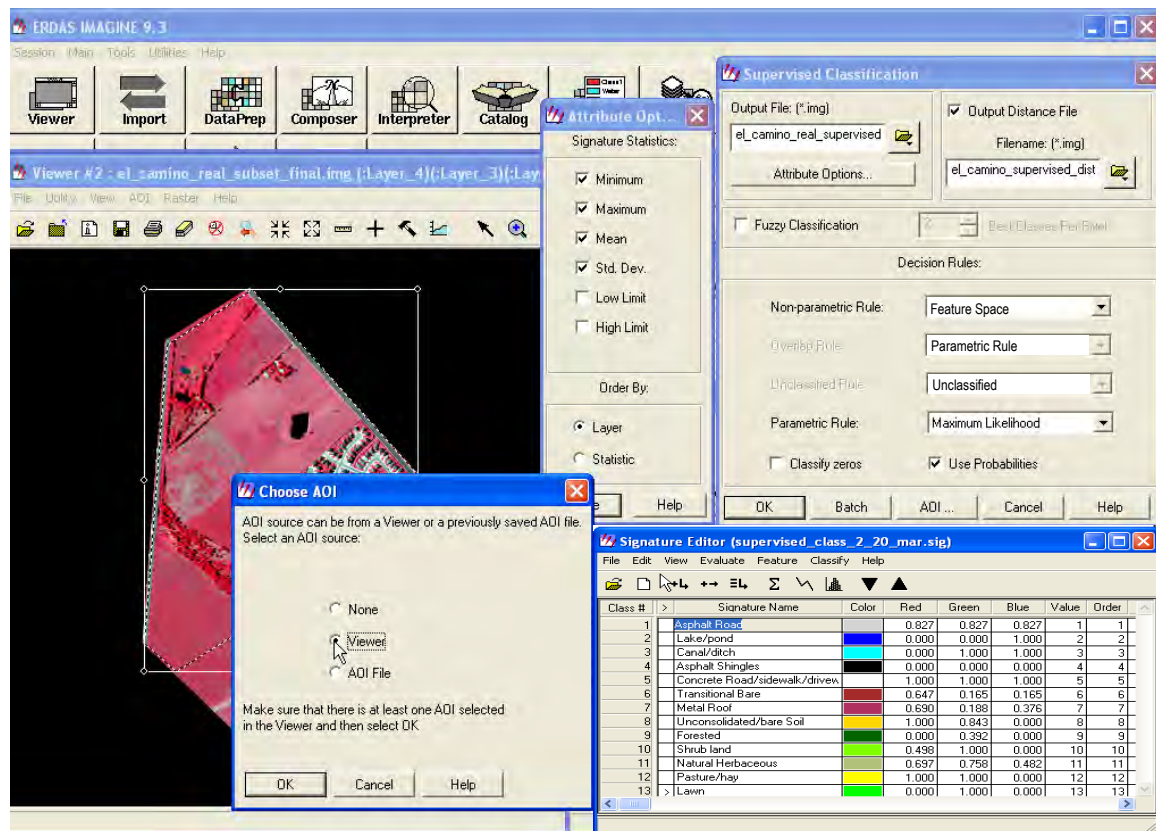 ERDAS IMAGINE 9.3
Session Main Tools Utilities Help
Viewer Import DataPrep Composer Interpreter Catalog
Viewer #2 : el_camino_real_subset_final.img (:Layer_4)(:Layer_3)(:Lay
File Utility View AOI Raster Help
Attribute Opt...
Signature Statistics:
Minimum
Maximum
Mean
Std. Dev.
Low Limit
High Limit
Order By:
Layer
Statistic
Help
Supervised Classification
Output File: (*.img)
el_camino_real_supervised
Attribute Options...
Output Distance File
Filename: (*.img)
el_camino_supervised_dist
Fuzzy Classification
2 Best Classes Per Pixel
Decision Rules:
Non-parametric Rule: Feature Space
Overlap Rule: Parametric Rule
Unclassified Rule: Unclassified
Parametric Rule: Maximum Likelihood
Classify zeros Use Probabilities
OK Batch AOI ... Cancel Help
Choose AOI
AOI source can be from a Viewer or a previously saved AOI file.
Select an AOI source:
None
Viewer
AOI File
Make sure that there is at least one AOI selected
in the Viewer and then select OK
OK Cancel Help
Signature Editor (supervised_class_2_20_mar.sig)
File Edit View Evaluate Feature Classify Help
Class # > Signature Name Color Red Green Blue Value Order
1 Asphalt Road 0.827 0.827 0.827 1 1
2 Lake/pond 0.000 0.000 1.000 2 2
3 Canal/ditch 0.000 1.000 1.000 3 3
4 Asphalt Shingles 0.000 0.000 0.000 4 4
5 Concrete Road/sidewalk/drivew 1.000 1.000 1.000 5 5
6 Transitional Bare 0.647 0.165 0.165 6 6
7 Metal Roof 0.690 0.188 0.376 7 7
8 Unconsolidated/bare Soil 1.000 0.843 0.000 8 8
9 Forested 0.000 0.392 0.000 9 9
10 Shrub land 0.498 1.000 0.000 10 10
11 Natural Herbaceous 0.697 0.758 0.482 11 11
12 Pasture/hay 1.000 1.000 0.000 12 12
13 > Lawn 0.000 1.000 0.000 13 13